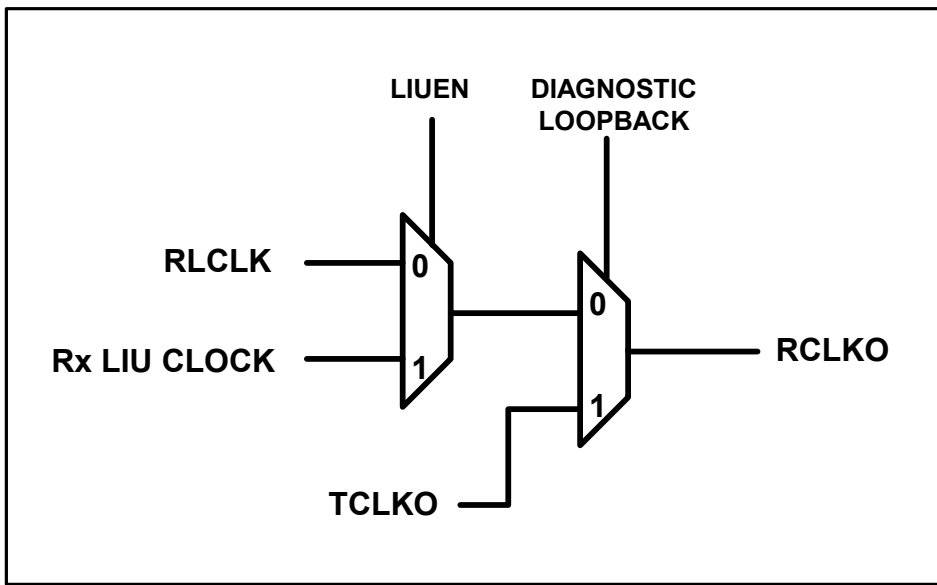 LIUEN
DIAGNOSTIC
LOOPBACK
RLCLK
0
0
Rx LIU CLOCK
1
RCLKO
1
TCLKO